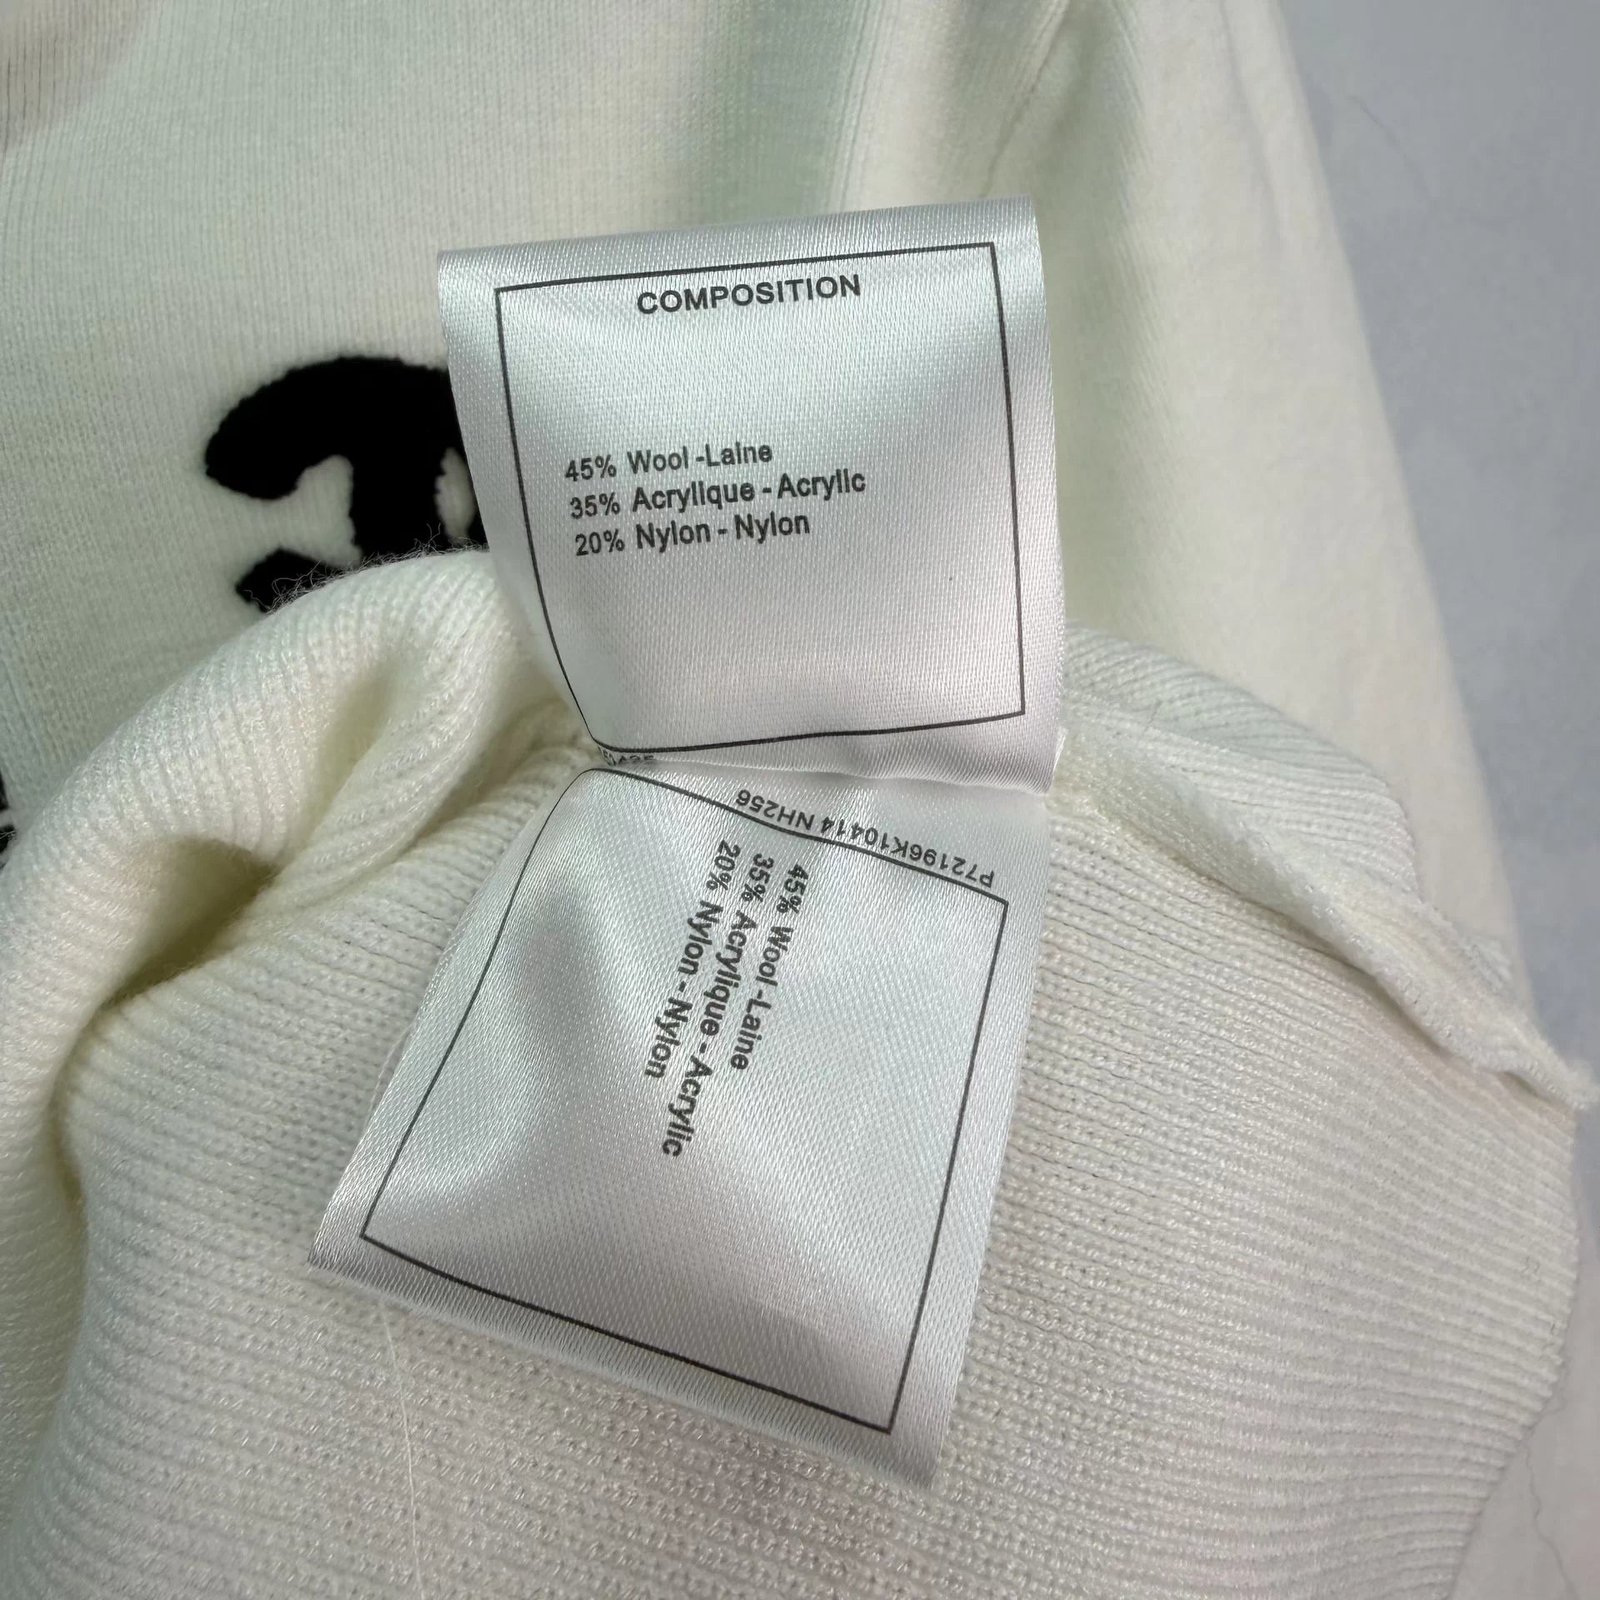 COMPOSITION
45% Wool -Laine
35% Acrylique - Acrylic
20% Nylon - Nylon
P72196K10414 NH256
45% Wool -Laine
35% Acrylique - Acrylic
20% Nylon - Nylon